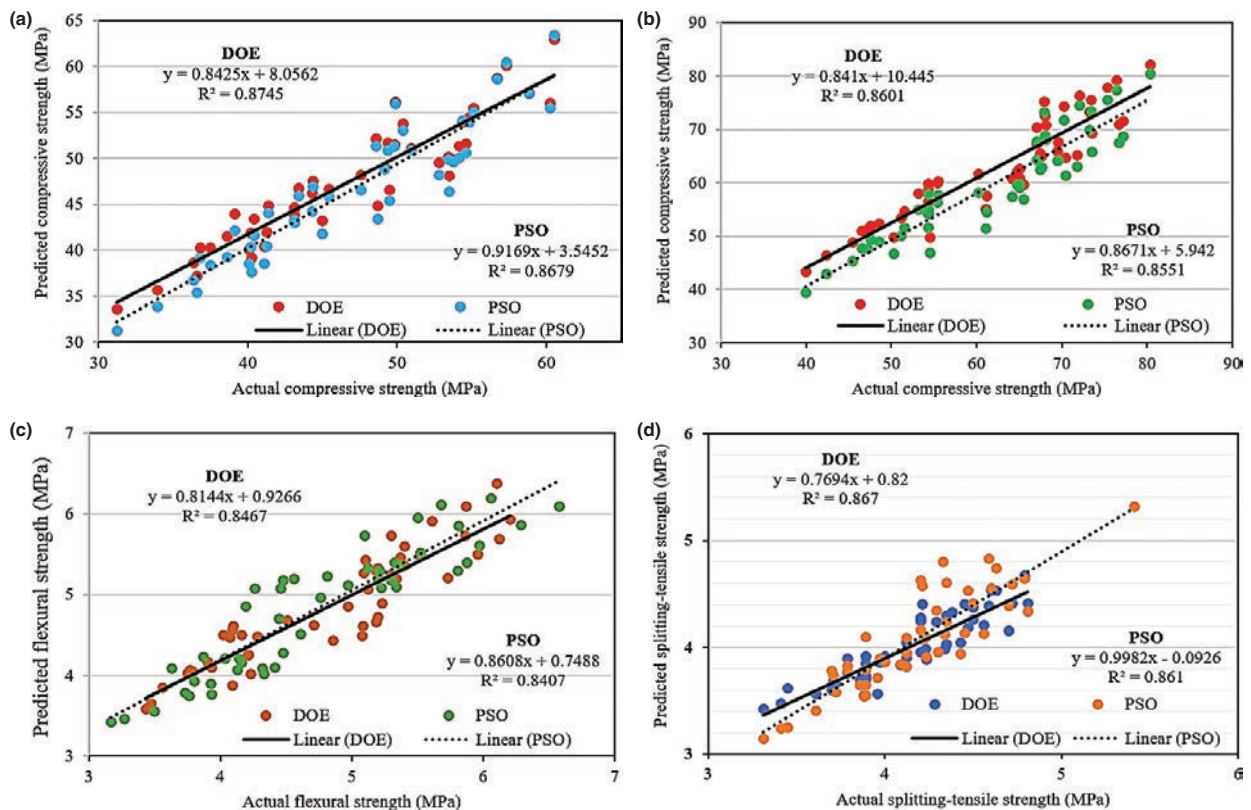 (a)
65
60
55
50
45
40
35
30
Predicted compressive strength (MPa)
DOE
y = 0.8425x + 8.0562
R² = 0.8745
PSO
y = 0.9169x + 3.5452
R² = 0.8679
DOE
PSO
Linear (DOE)
Linear (PSO)
30
40
50
60
Actual compressive strength (MPa)
(b)
90
80
70
60
50
40
30
Predicted compressive strength (MPa)
DOE
y = 0.841x + 10.445
R² = 0.8601
PSO
y = 0.8671x + 5.942
R² = 0.8551
DOE
PSO
Linear (DOE)
Linear (PSO)
30
40
50
60
70
80
90
Actual compressive strength (MPa)
(c)
7
6
5
4
3
Predicted flexural strength (MPa)
DOE
y = 0.8144x + 0.9266
R² = 0.8467
PSO
y = 0.8608x + 0.7488
R² = 0.8407
DOE
PSO
Linear (DOE)
Linear (PSO)
3
4
5
6
7
Actual flexural strength (MPa)
(d)
6
5
4
3
Predicted splitting-tensile strength (MPa)
DOE
y = 0.7694x + 0.82
R² = 0.867
PSO
y = 0.9982x - 0.0926
R² = 0.861
DOE
PSO
Linear (DOE)
Linear (PSO)
3
4
5
6
Actual splitting-tensile strength (MPa)